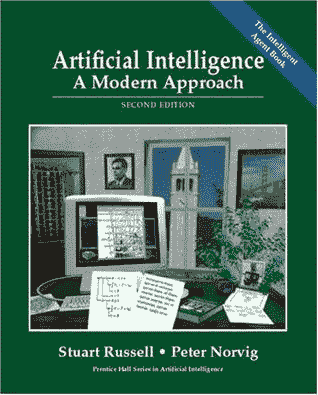 The Intelligent
Agent Book
Artificial Intelligence
A Modern Approach
SECOND EDITION
Stuart Russell • Peter Norvig
Prentice Hall Series in Artificial Intelligence